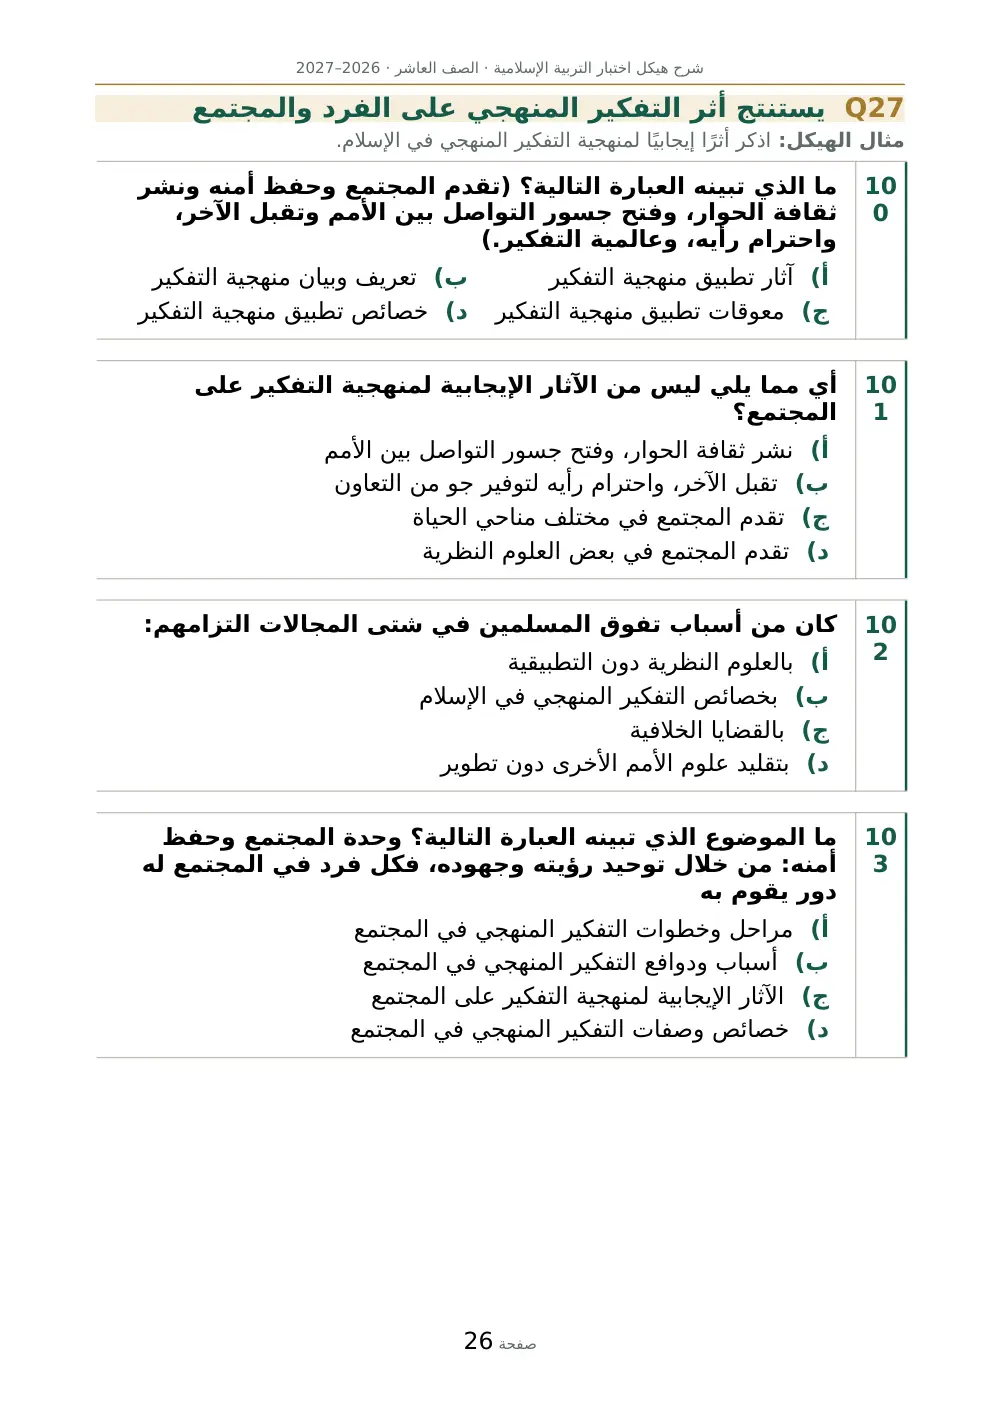 شرح هيكل اختبار التربية الإسلامية · الصف العاشر · 2026–2027
Q27 يستنتج أثر التفكير المنهجي على الفرد والمجتمع
مثال الهيكل: اذكر أثرًا إيجابيًا لمنهجية التفكير المنهجي في الإسلام.
100
ما الذي تبينه العبارة التالية؟ (تقدم المجتمع وحفظ أمنه ونشر
ثقافة الحوار، وفتح جسور التواصل بين الأمم وتقبل الآخر،
واحترام رأيه، وعالمية التفكير.)
أ) آثار تطبيق منهجية التفكير ب) تعريف وبيان منهجية التفكير
ج) معوقات تطبيق منهجية التفكير د) خصائص تطبيق منهجية التفكير
101
أي مما يلي ليس من الآثار الإيجابية لمنهجية التفكير على
المجتمع؟
أ) نشر ثقافة الحوار، وفتح جسور التواصل بين الأمم
ب) تقبل الآخر، واحترام رأيه لتوفير جو من التعاون
ج) تقدم المجتمع في مختلف مناحي الحياة
د) تقدم المجتمع في بعض العلوم النظرية
102
كان من أسباب تفوق المسلمين في شتى المجالات التزامهم:
أ) بالعلوم النظرية دون التطبيقية
ب) بخصائص التفكير المنهجي في الإسلام
ج) بالقضايا الخلافية
د) بتقليد علوم الأمم الأخرى دون تطوير
103
ما الموضوع الذي تبينه العبارة التالية؟ وحدة المجتمع وحفظ
أمنه: من خلال توحيد رؤيته وجهوده، فكل فرد في المجتمع له
دور يقوم به
أ) مراحل وخطوات التفكير المنهجي في المجتمع
ب) أسباب ودوافع التفكير المنهجي في المجتمع
ج) الآثار الإيجابية لمنهجية التفكير على المجتمع
د) خصائص وصفات التفكير المنهجي في المجتمع
صفحة 26